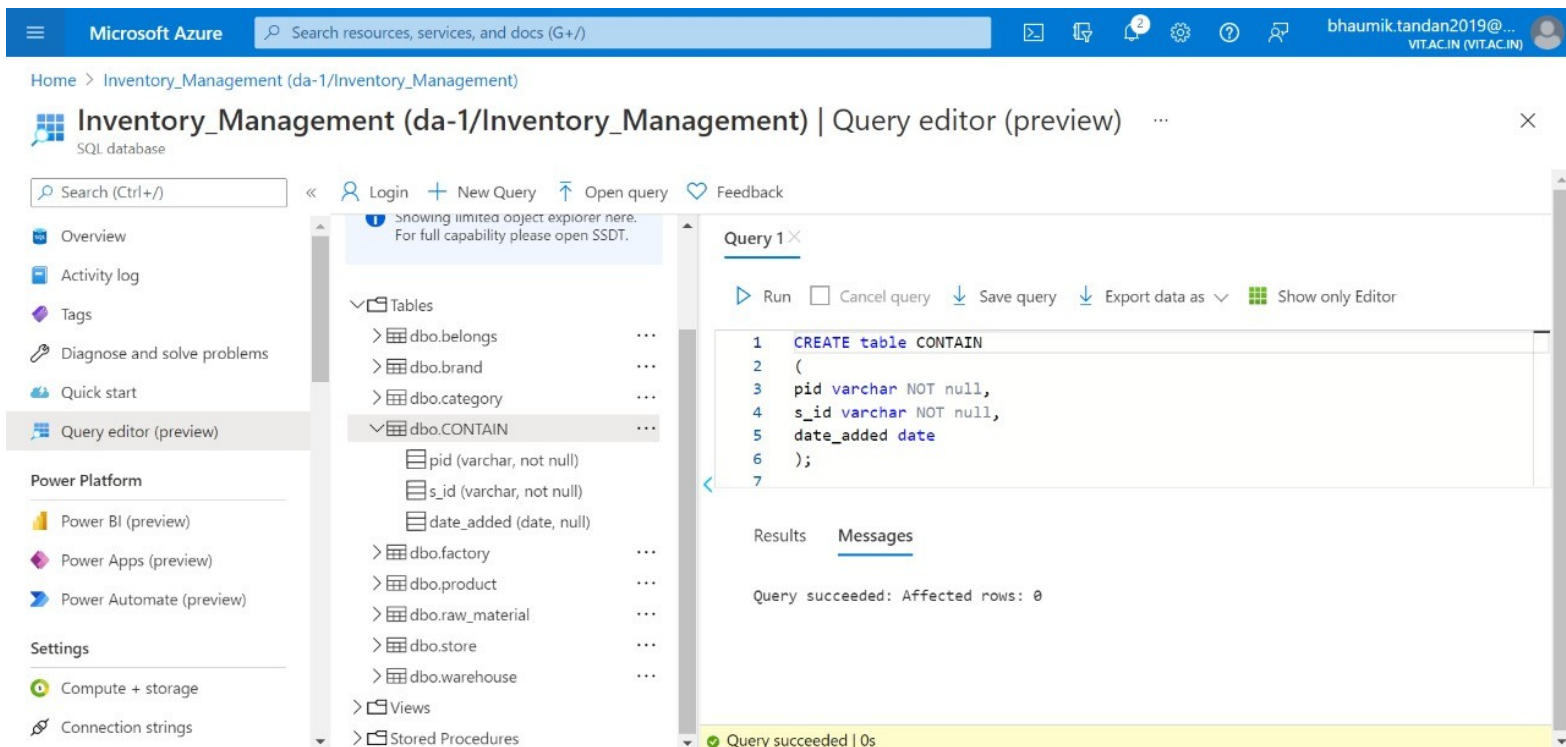 Microsoft Azure
Search resources, services, and docs (G+/)
2
bhaumik.tandan2019@...
VIT.AC.IN (VIT.AC.IN)
Home > Inventory_Management (da-1/Inventory_Management)
Inventory_Management (da-1/Inventory_Management) | Query editor (preview) ...
SQL database
Search (Ctrl+/)
Overview
Activity log
Tags
Diagnose and solve problems
Quick start
Query editor (preview)
Power Platform
Power BI (preview)
Power Apps (preview)
Power Automate (preview)
Settings
Compute + storage
Connection strings
Login
New Query
Open query
Feedback
Showing limited object explorer here.
For full capability please open SSDT.
Tables
dbo.belongs
dbo.brand
dbo.category
dbo.CONTAIN
pid (varchar, not null)
s_id (varchar, not null)
date_added (date, null)
dbo.factory
dbo.product
dbo.raw_material
dbo.store
dbo.warehouse
Views
Stored Procedures
Query 1
Run
Cancel query
Save query
Export data as
Show only Editor
1 CREATE table CONTAIN
2 (
3 pid varchar NOT null,
4 s_id varchar NOT null,
5 date_added date
6 );
7
Results
Messages
Query succeeded: Affected rows: 0
Query succeeded | 0s